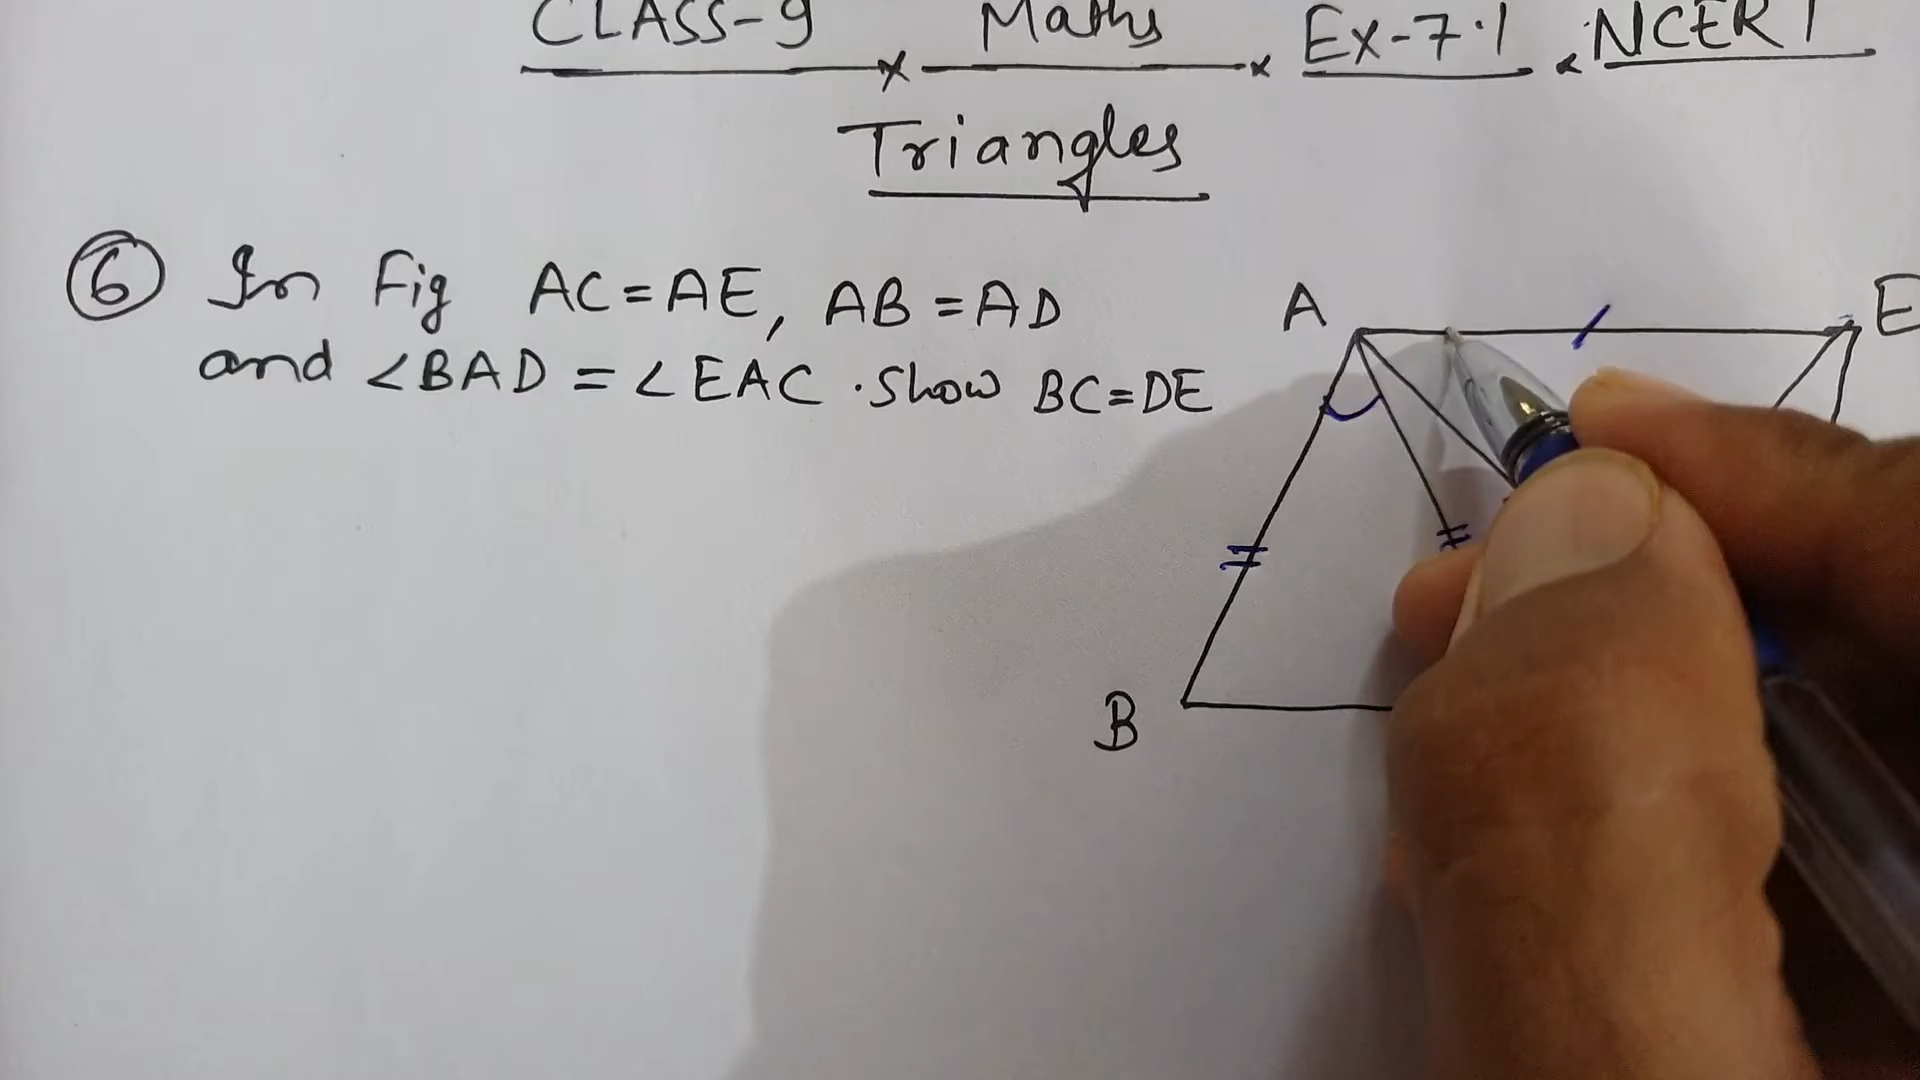 CLASS-9 Maths Ex-7.1 NCERT
Triangles
6 In Fig AC=AE, AB=AD
and ∠BAD=∠EAC. Show BC=DE
A
E
B